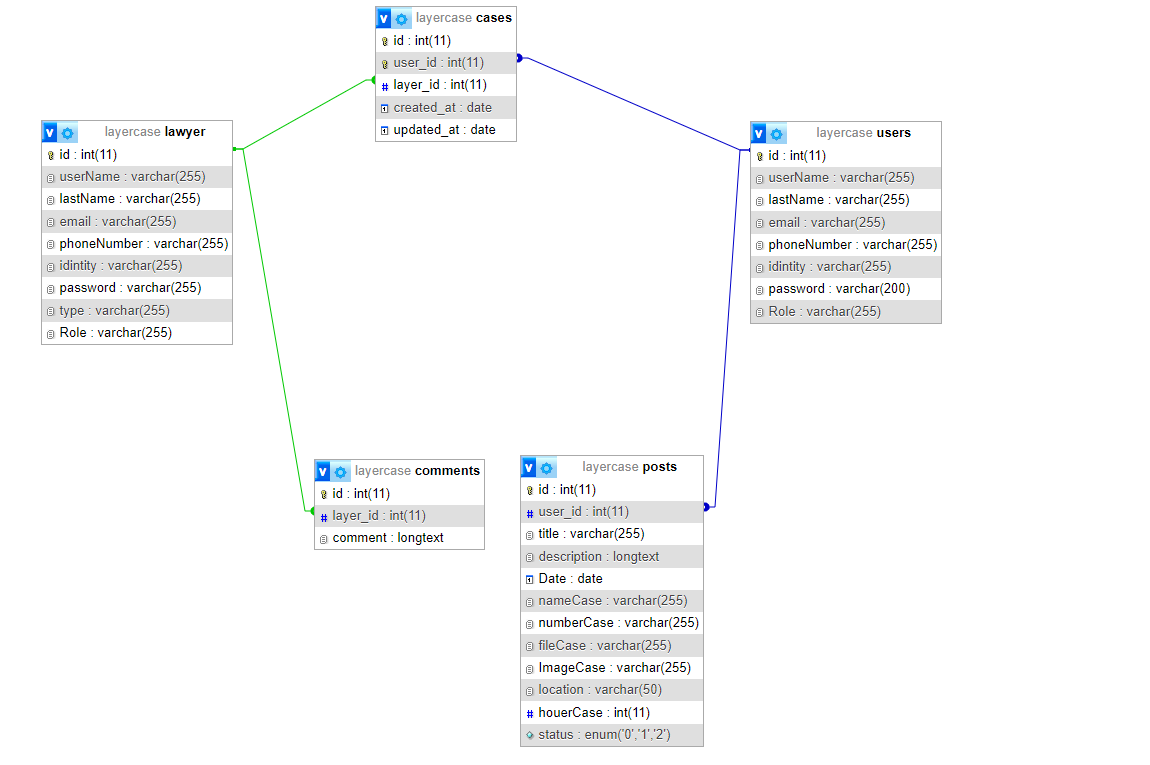 layercase cases
id : int(11)
user_id : int(11)
layer_id : int(11)
created_at : date
updated_at : date
layercase lawyer
id : int(11)
userName : varchar(255)
lastName : varchar(255)
email : varchar(255)
phoneNumber : varchar(255)
idintity : varchar(255)
password : varchar(255)
type : varchar(255)
Role : varchar(255)
layercase users
id : int(11)
userName : varchar(255)
lastName : varchar(255)
email : varchar(255)
phoneNumber : varchar(255)
idintity : varchar(255)
password : varchar(200)
Role : varchar(255)
layercase comments
id : int(11)
layer_id : int(11)
comment : longtext
layercase posts
id : int(11)
user_id : int(11)
title : varchar(255)
description : longtext
Date : date
nameCase : varchar(255)
numberCase : varchar(255)
fileCase : varchar(255)
ImageCase : varchar(255)
location : varchar(50)
houerCase : int(11)
status : enum('0','1','2')